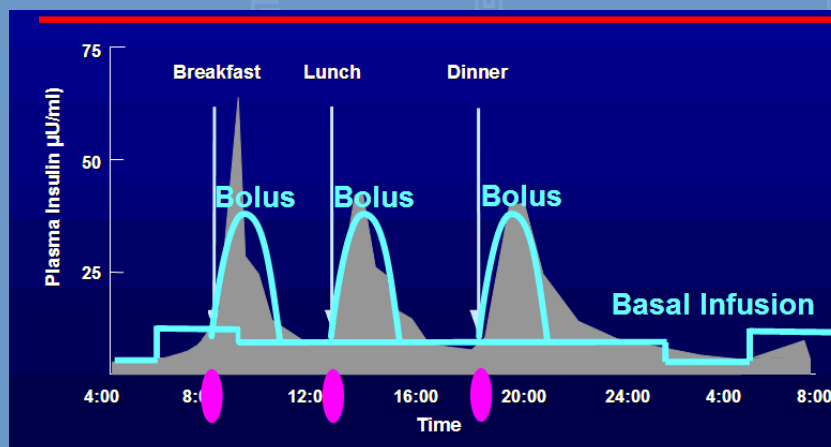 75
Breakfast
Lunch
Dinner
Plasma Insulin µU/ml)
50
Bolus
Bolus
Bolus
25
Basal Infusion
4:00
8:0
12:0
16:00
20:00
24:00
4:00
8:00
Time